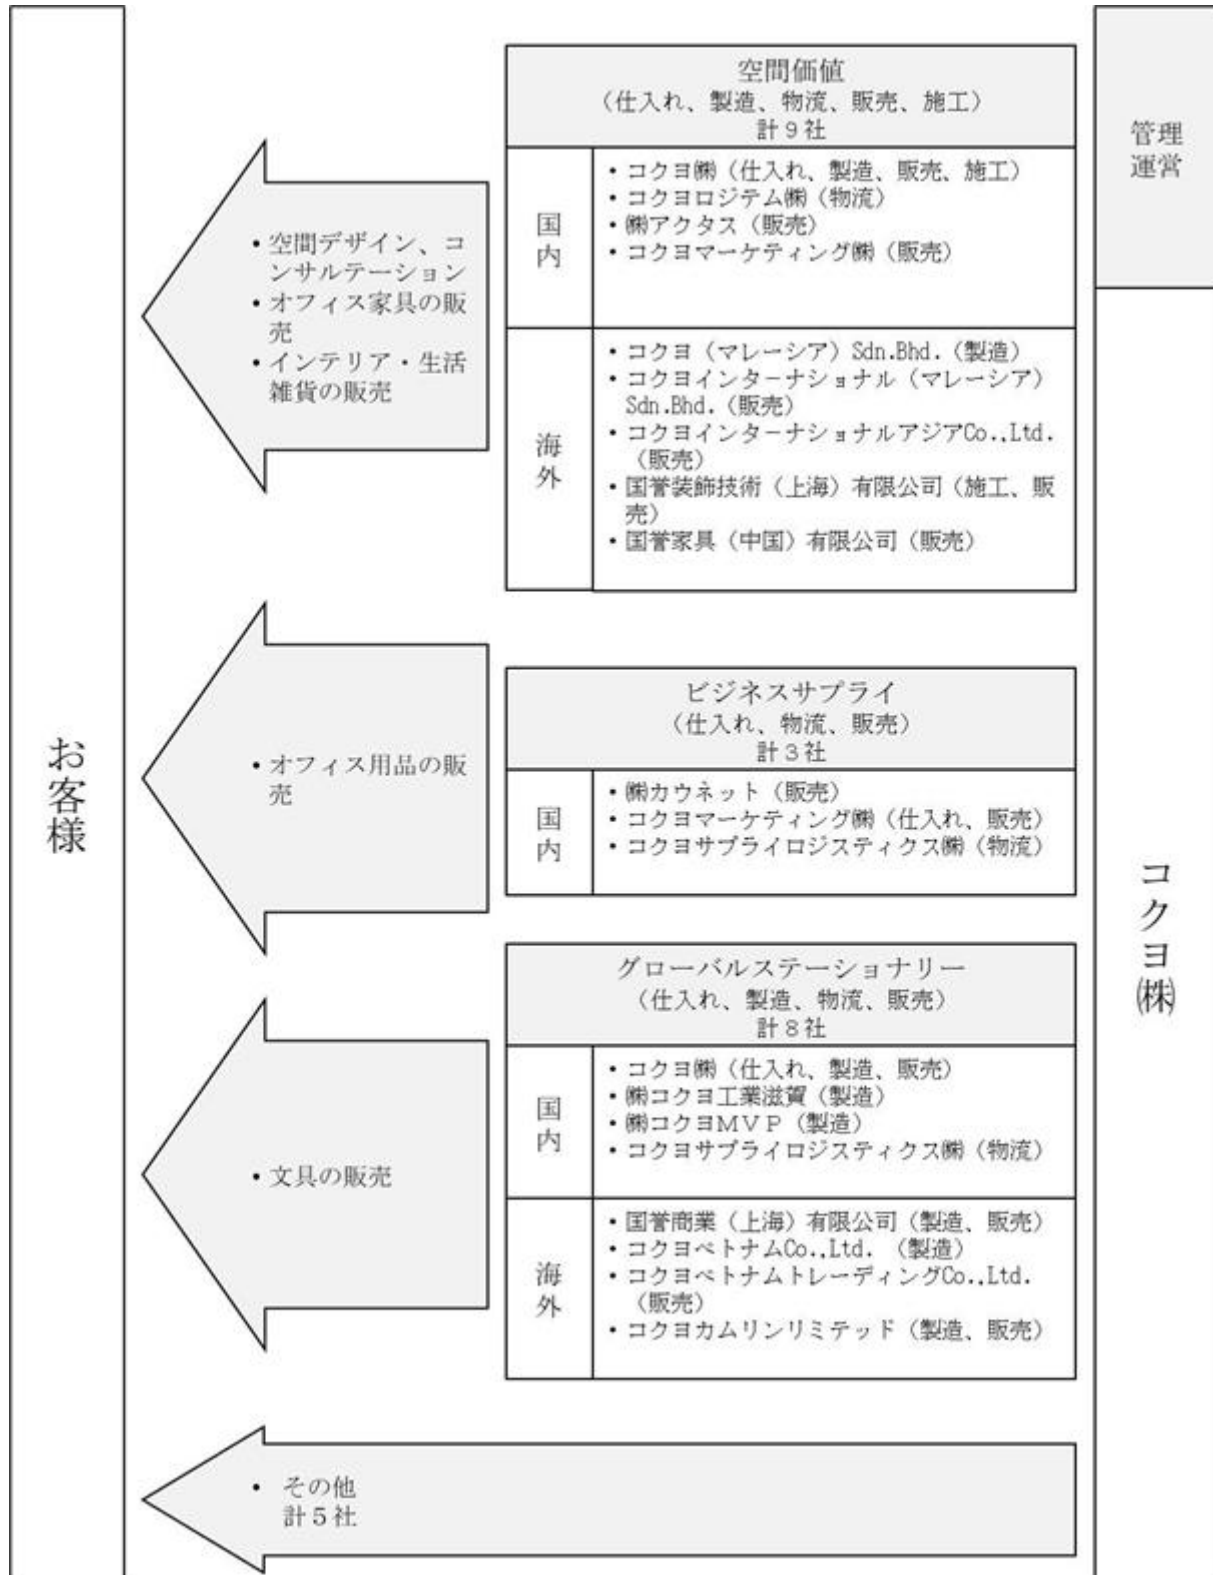 空間価値
（仕入れ、製造、物流、販売、施工）
計９社
管理
運営
国
内
・コクヨ㈱（仕入れ、製造、販売、施工）
・コクヨロジテム㈱（物流）
・㈱アクタス（販売）
・コクヨマーケティング㈱（販売）
海
外
・コクヨ（マレーシア）Sdn.Bhd.（製造）
・コクヨインターナショナル（マレーシア）
Sdn.Bhd.（販売）
・コクヨインターナショナルアジアCo.,Ltd.
（販売）
・国誉装飾技術（上海）有限公司（施工、販
売）
・国誉家具（中国）有限公司（販売）
・空間デザイン、コ
ンサルテーション
・オフィス家具の販
売
・インテリア・生活
雑貨の販売
ビジネスサプライ
（仕入れ、物流、販売）
計３社
国
内
・㈱カウネット（販売）
・コクヨマーケティング㈱（仕入れ、販売）
・コクヨサプライロジスティクス㈱（物流）
・オフィス用品の販
売
お客様
コクヨ㈱
グローバルステーショナリー
（仕入れ、製造、物流、販売）
計８社
国
内
・コクヨ㈱（仕入れ、製造、販売）
・㈱コクヨ工業滋賀（製造）
・㈱コクヨＭＶＰ（製造）
・コクヨサプライロジスティクス㈱（物流）
海
外
・国誉商業（上海）有限公司（製造、販売）
・コクヨベトナムCo.,Ltd.（製造）
・コクヨベトナムトレーディングCo.,Ltd.
（販売）
・コクヨカムリンリミテッド（製造、販売）
・文具の販売
・その他
計５社